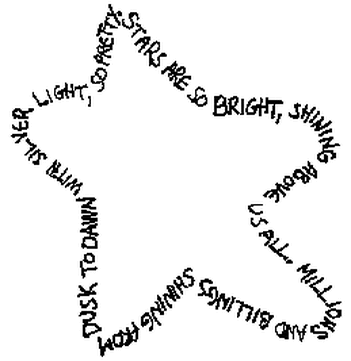 STARS ARE SO BRIGHT, SHINING ABOVE US ALL, MILLIONS AND BILLINGSS SHINING FROM DUSK TO DAWN WITH SILVER LIGHT, SO PRETTY.